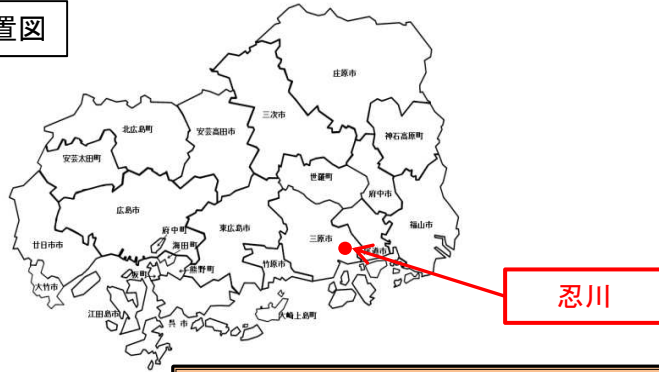 置図
庄原市
三次市
北広島町
安芸高田市
神石高原町
安芸太田町
世羅町
府中市
広島市
東広島市
福山市
府中町
三原市
廿日市市
海田町
尾道市
坂町
熊野町
竹原市
大竹市
忍川
江田島市
呉市
大崎上島町